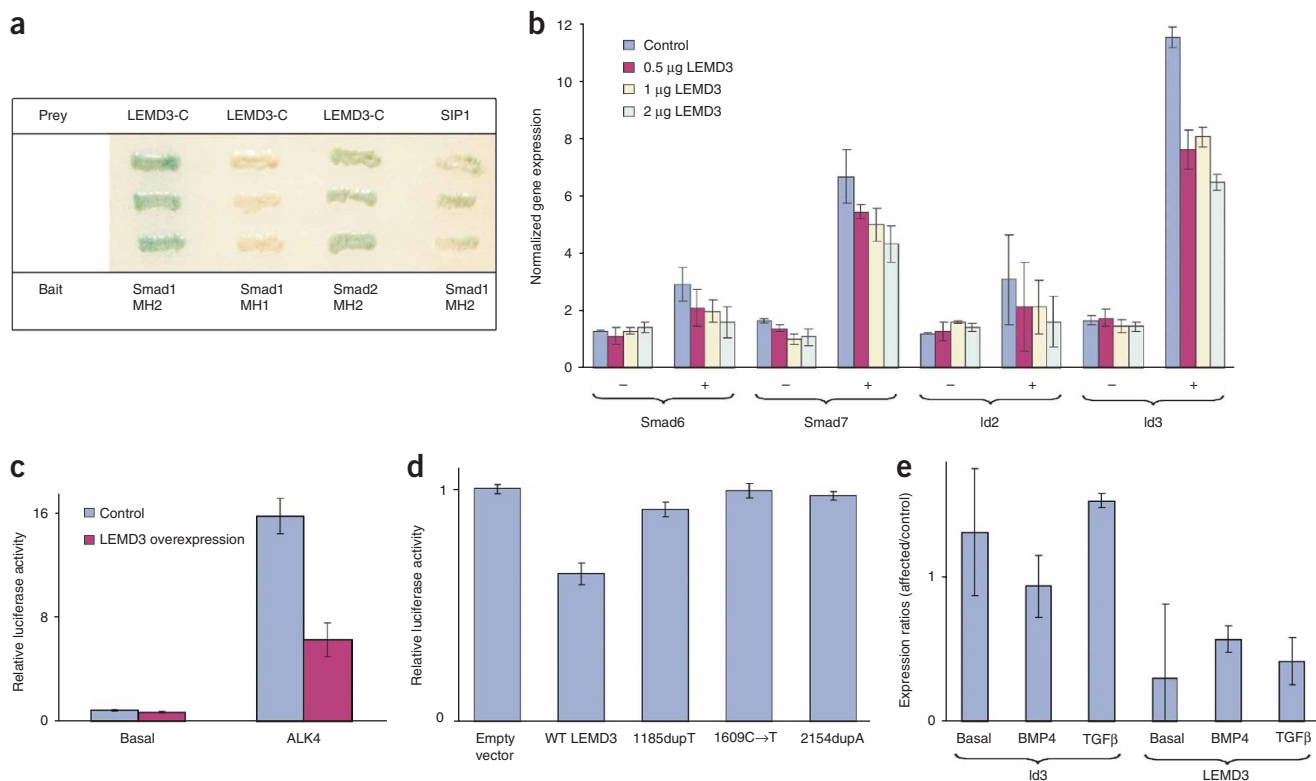 a
Prey LEMD3-C LEMD3-C LEMD3-C SIP1
Bait Smad1 Smad1 Smad2 Smad1
MH2 MH1 MH2 MH2
b
Normalized gene expression
12
10
8
6
4
2
0
Control
0.5 μg LEMD3
1 μg LEMD3
2 μg LEMD3
– + – + – + – +
Smad6 Smad7 Id2 Id3
c
Relative luciferase activity
16
8
0
Control
LEMD3 overexpression
Basal ALK4
d
Relative luciferase activity
1
0
Empty WT LEMD3 1185dupT 1609C→T 2154dupA
vector
e
Expression ratios (affected/control)
1
0
Basal BMP4 TGFβ Basal BMP4 TGFβ
Id3 LEMD3